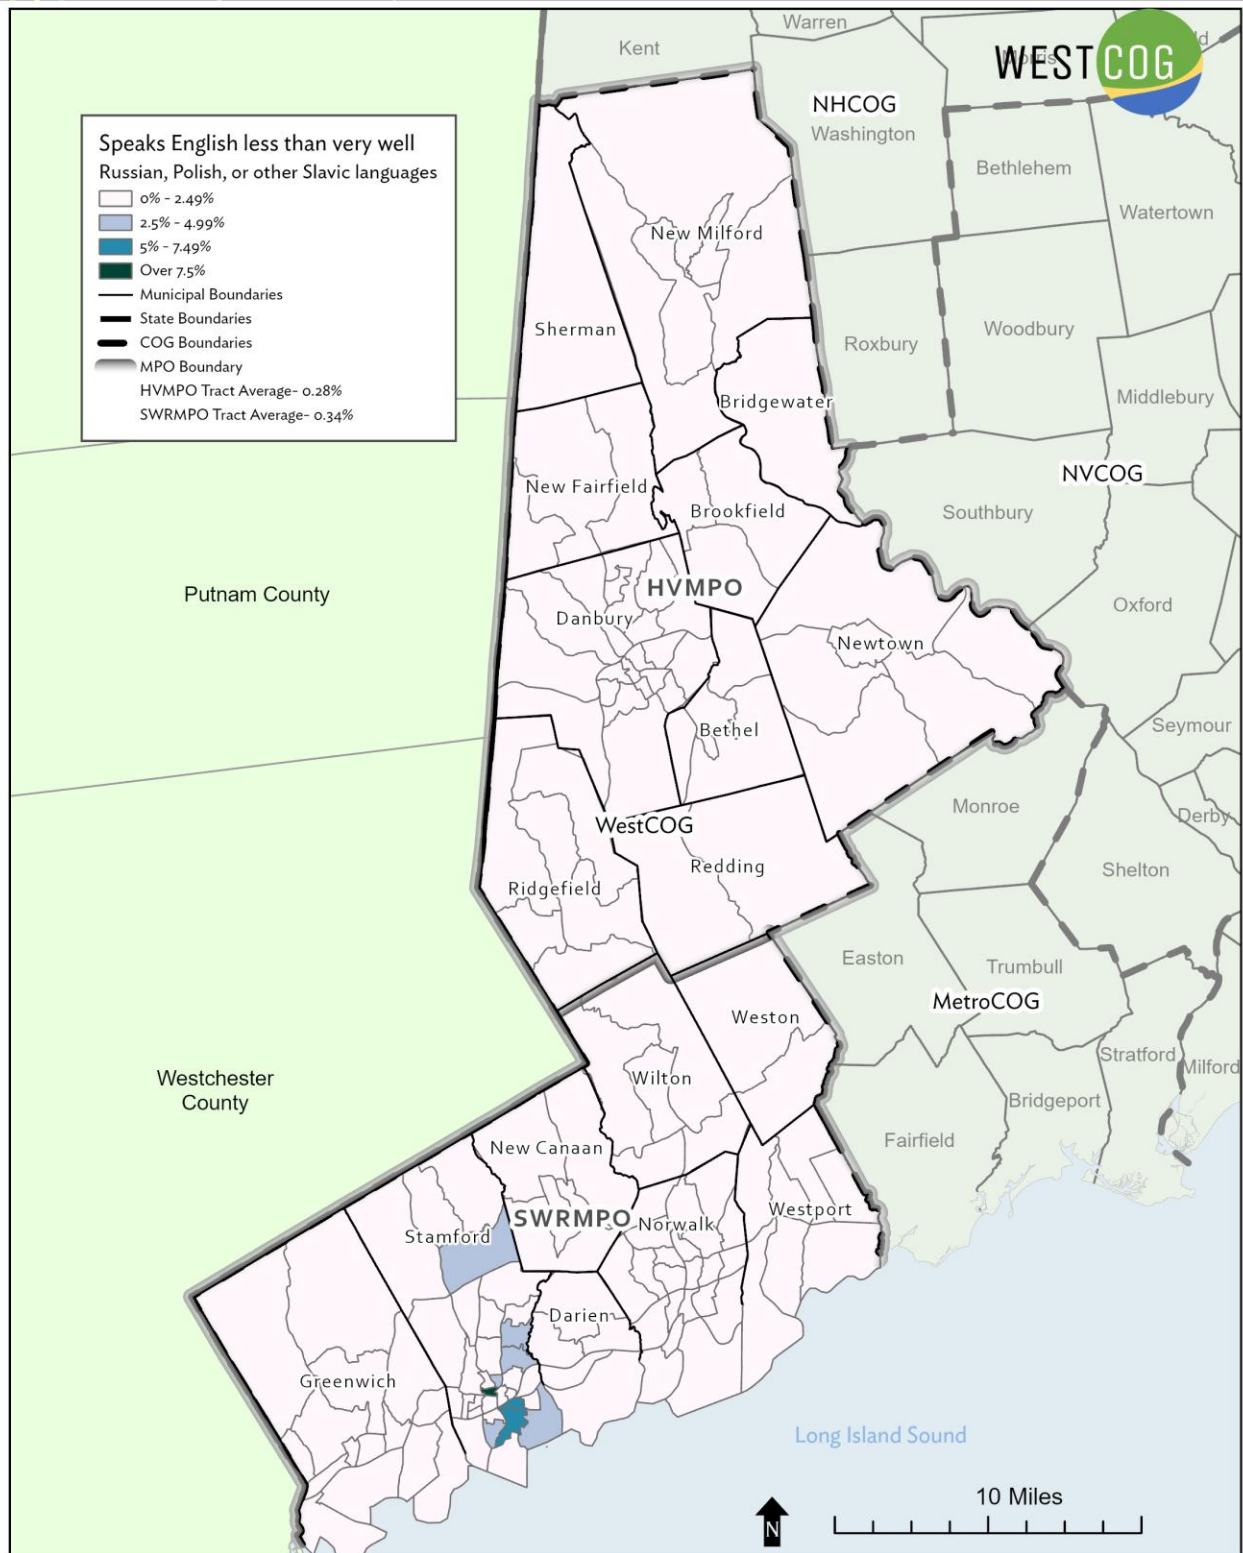 Warren
Kent
Morris
ld
WESTCOG
NHCOG
Washington
Bethlehem
Watertown
Speaks English less than very well
Russian, Polish, or other Slavic languages
0% - 2.49%
2.5% - 4.99%
5% - 7.49%
Over 7.5%
Municipal Boundaries
State Boundaries
COG Boundaries
MPO Boundary
HVMPO Tract Average- 0.28%
SWRMPO Tract Average- 0.34%
New Milford
Sherman
Roxbury
Woodbury
Middlebury
Bridgewater
NVCOG
New Fairfield
Brookfield
Southbury
Putnam County
HVMPO
Danbury
Newtown
Oxford
Bethel
Seymour
Monroe
Derby
WestCOG
Redding
Shelton
Ridgefield
Easton
Trumbull
MetroCOG
Weston
Westchester
County
Wilton
Stratford
Milford
Bridgeport
Fairfield
New Canaan
SWRMPO
Norwalk
Westport
Stamford
Darien
Greenwich
Long Island Sound
10 Miles
N